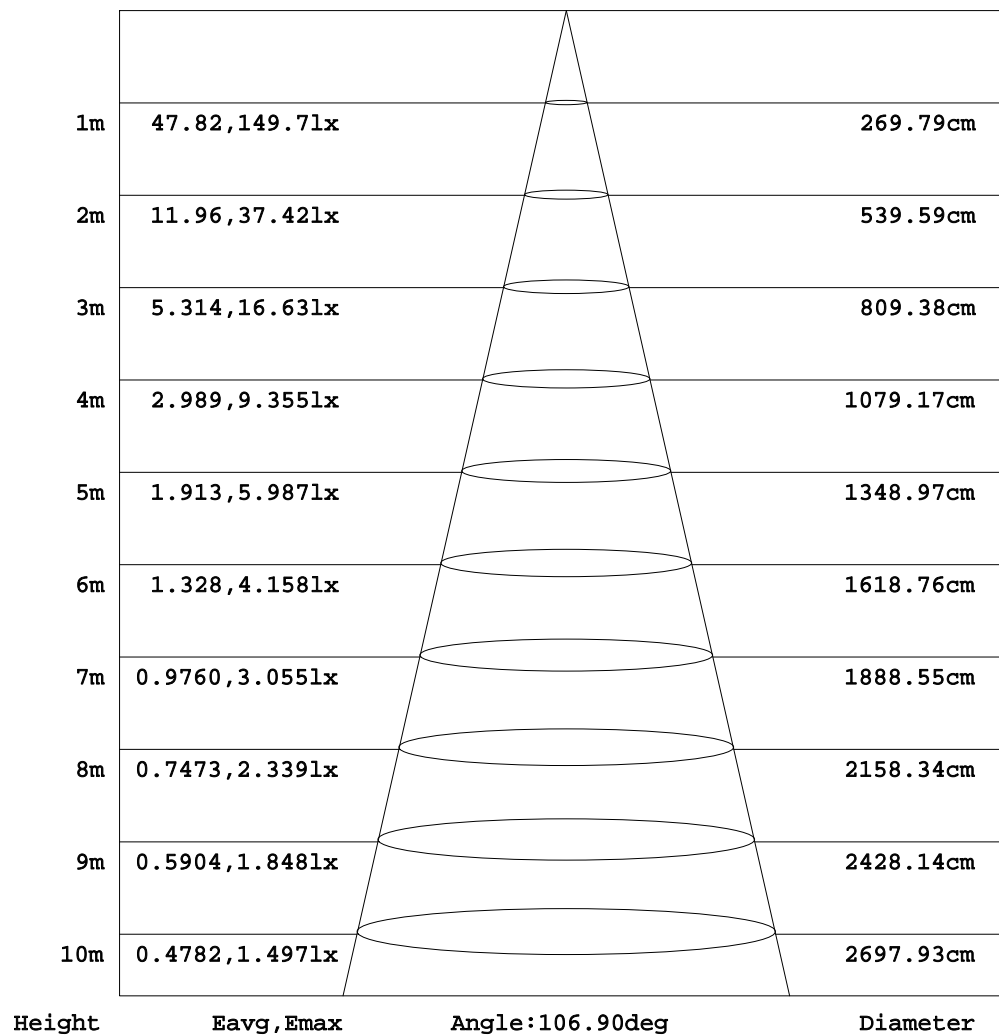 1m 47.82,149.7lx 269.79cm
2m 11.96,37.42lx 539.59cm
3m 5.314,16.63lx 809.38cm
4m 2.989,9.355lx 1079.17cm
5m 1.913,5.987lx 1348.97cm
6m 1.328,4.158lx 1618.76cm
7m 0.9760,3.055lx 1888.55cm
8m 0.7473,2.339lx 2158.34cm
9m 0.5904,1.848lx 2428.14cm
10m 0.4782,1.497lx 2697.93cm
Height Eavg,Emax Angle:106.90deg Diameter